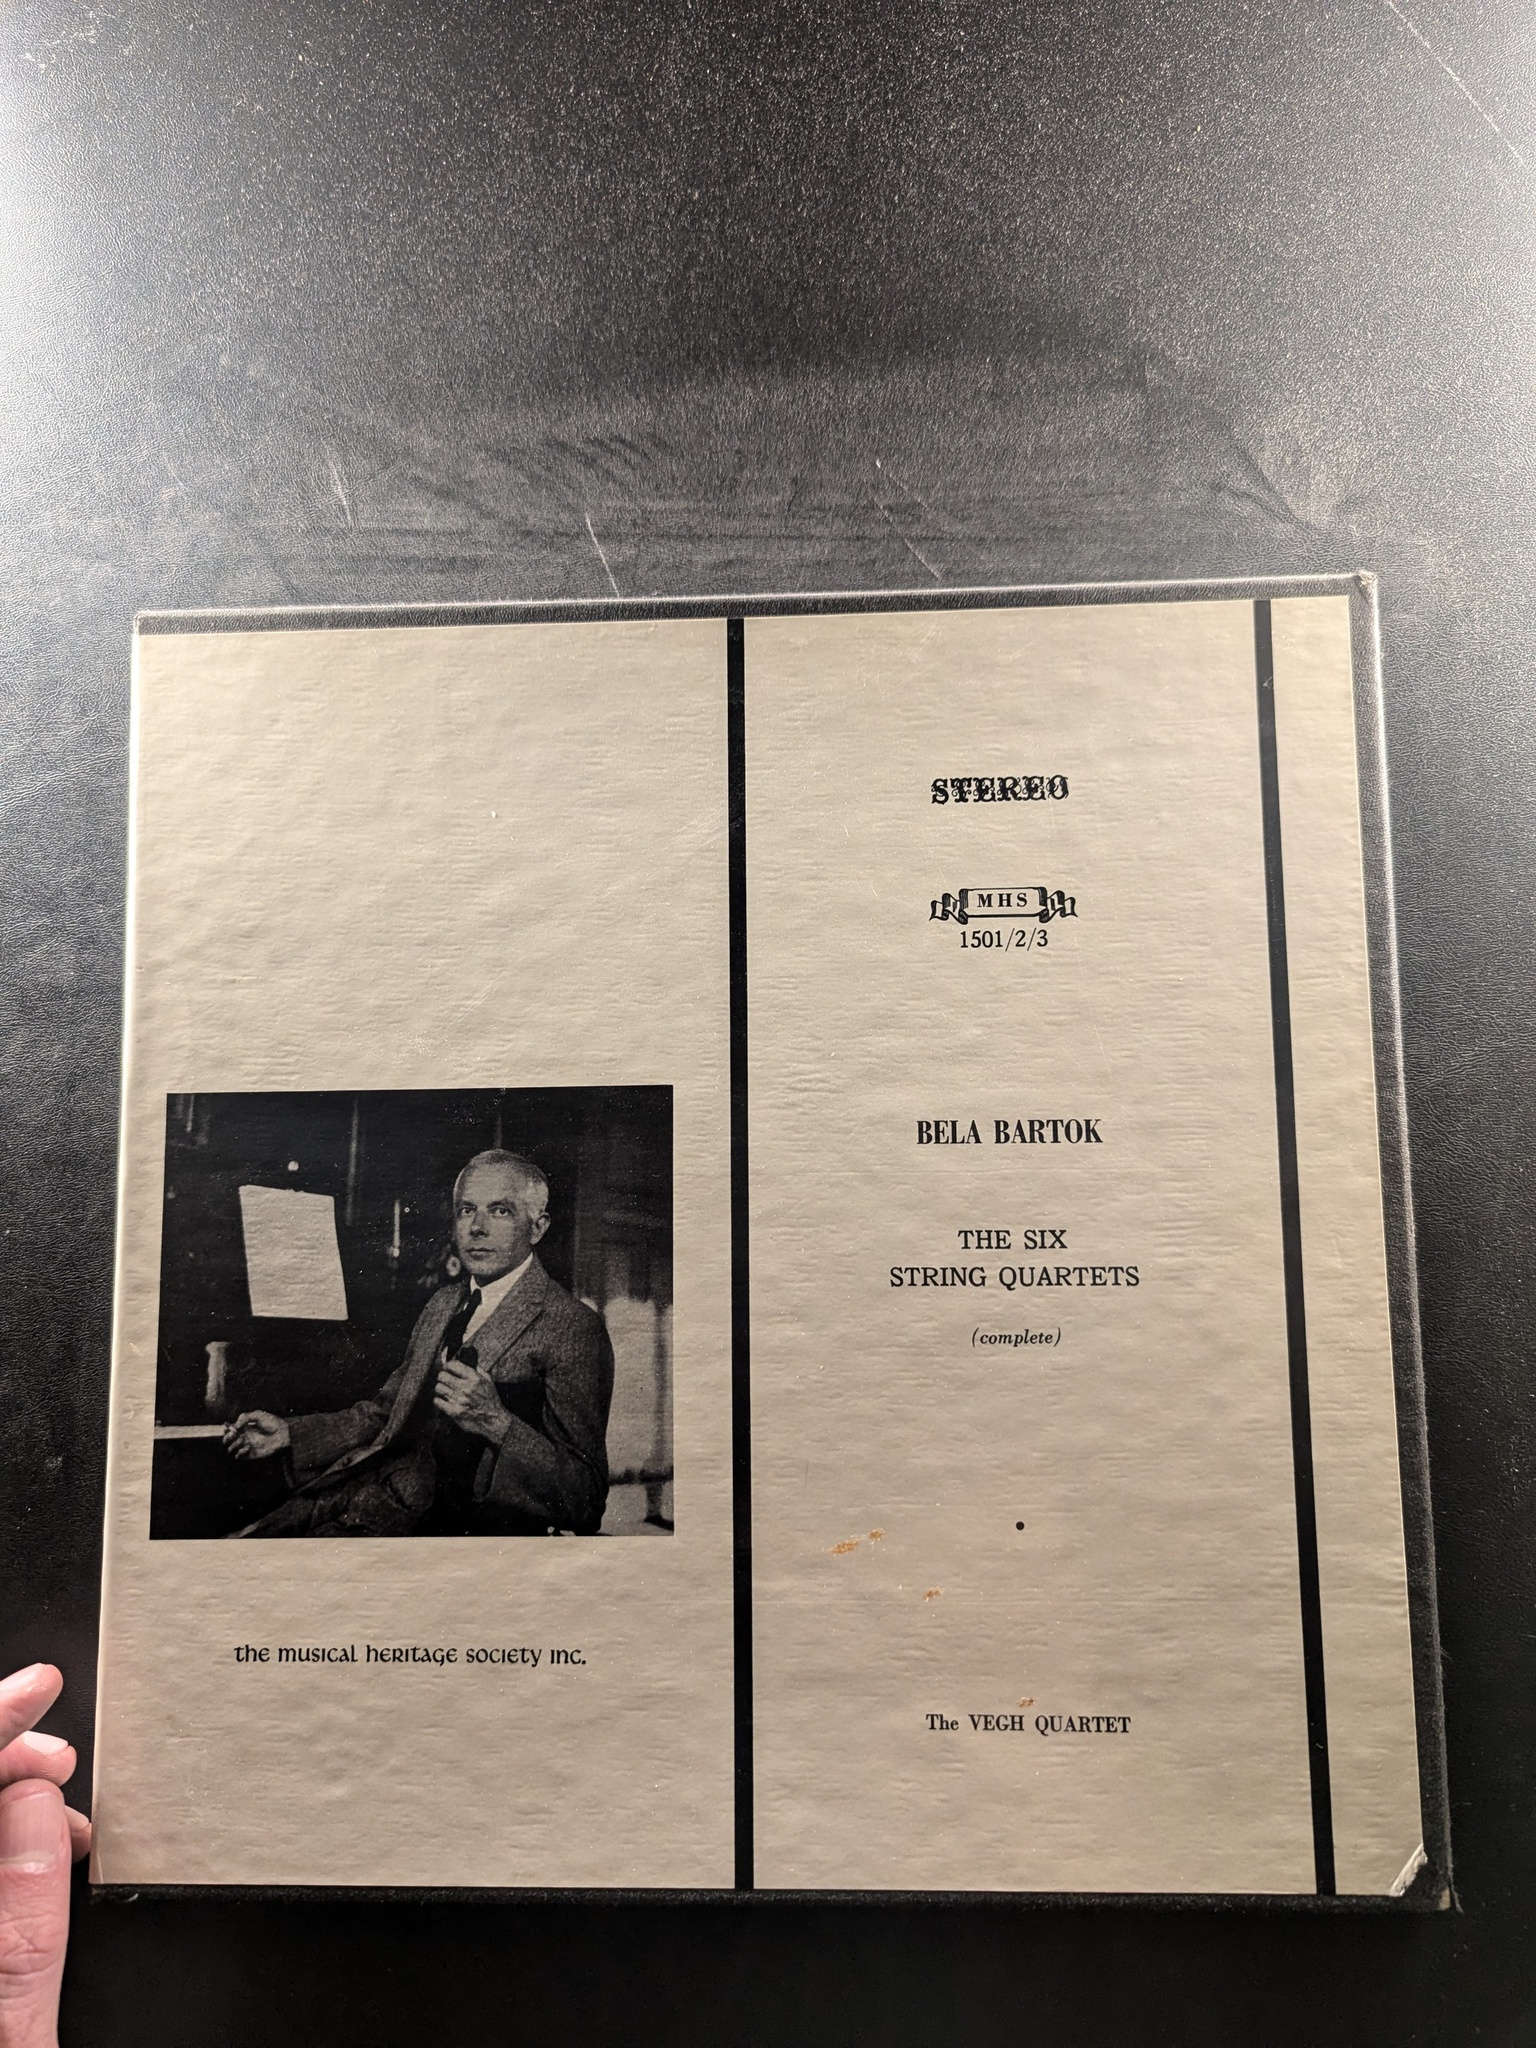 STEREO
MHS
1501/2/3
BELA BARTOK
THE SIX
STRING QUARTETS
(complete)
the musical heritage society inc.
The VEGH QUARTET